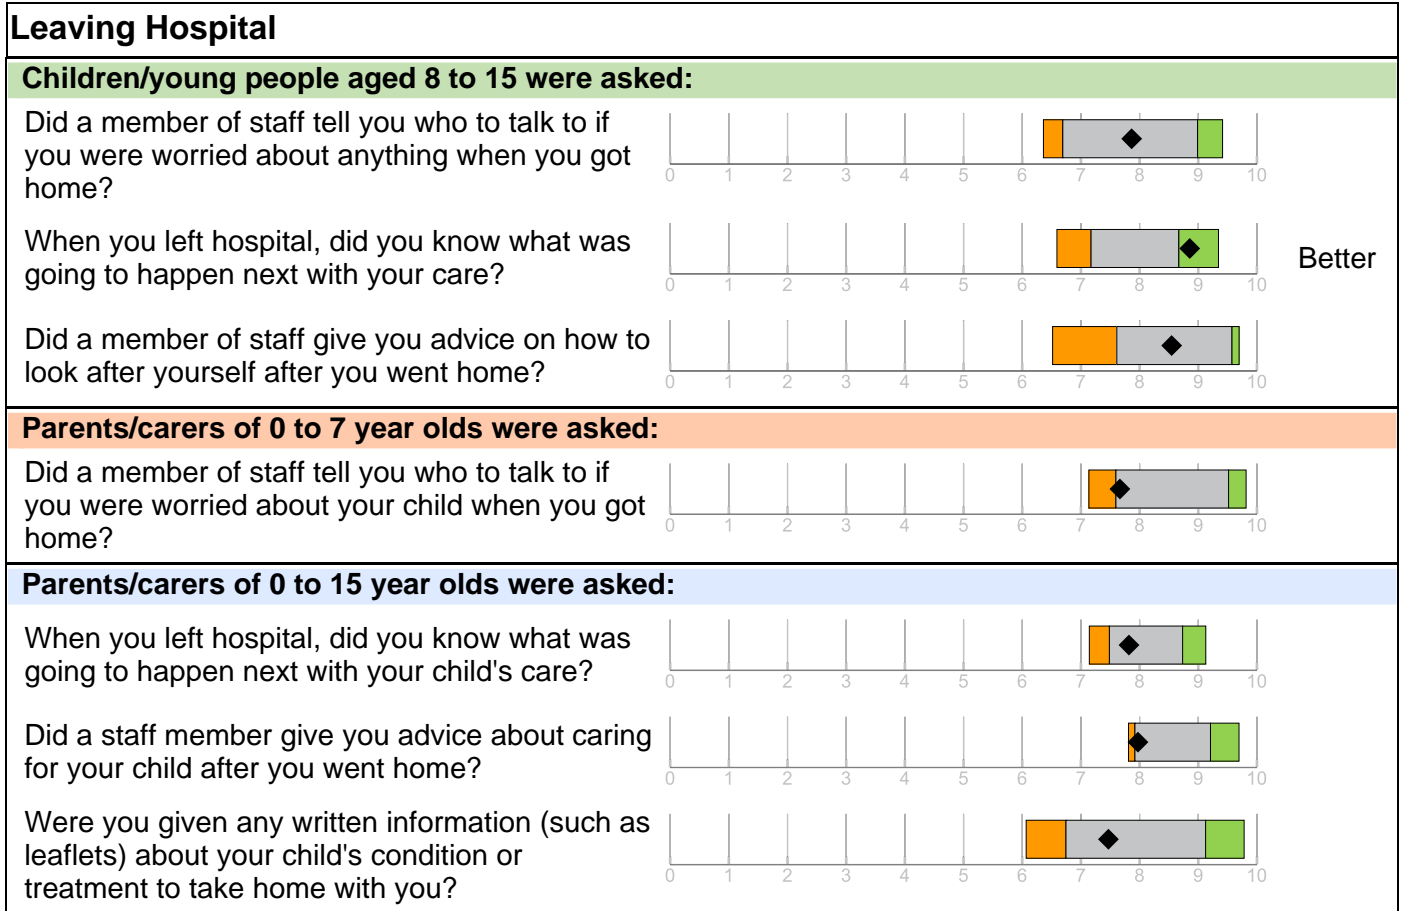 Leaving Hospital
Children/young people aged 8 to 15 were asked:
Did a member of staff tell you who to talk to if
you were worried about anything when you got
home?
0 1 2 3 4 5 6 7 8 9 10
When you left hospital, did you know what was
going to happen next with your care?
0 1 2 3 4 5 6 7 8 9 10
Better
Did a member of staff give you advice on how to
look after yourself after you went home?
0 1 2 3 4 5 6 7 8 9 10
Parents/carers of 0 to 7 year olds were asked:
Did a member of staff tell you who to talk to if
you were worried about your child when you got
home?
0 1 2 3 4 5 6 7 8 9 10
Parents/carers of 0 to 15 year olds were asked:
When you left hospital, did you know what was
going to happen next with your child's care?
0 1 2 3 4 5 6 7 8 9 10
Did a staff member give you advice about caring
for your child after you went home?
0 1 2 3 4 5 6 7 8 9 10
Were you given any written information (such as
leaflets) about your child's condition or
treatment to take home with you?
0 1 2 3 4 5 6 7 8 9 10